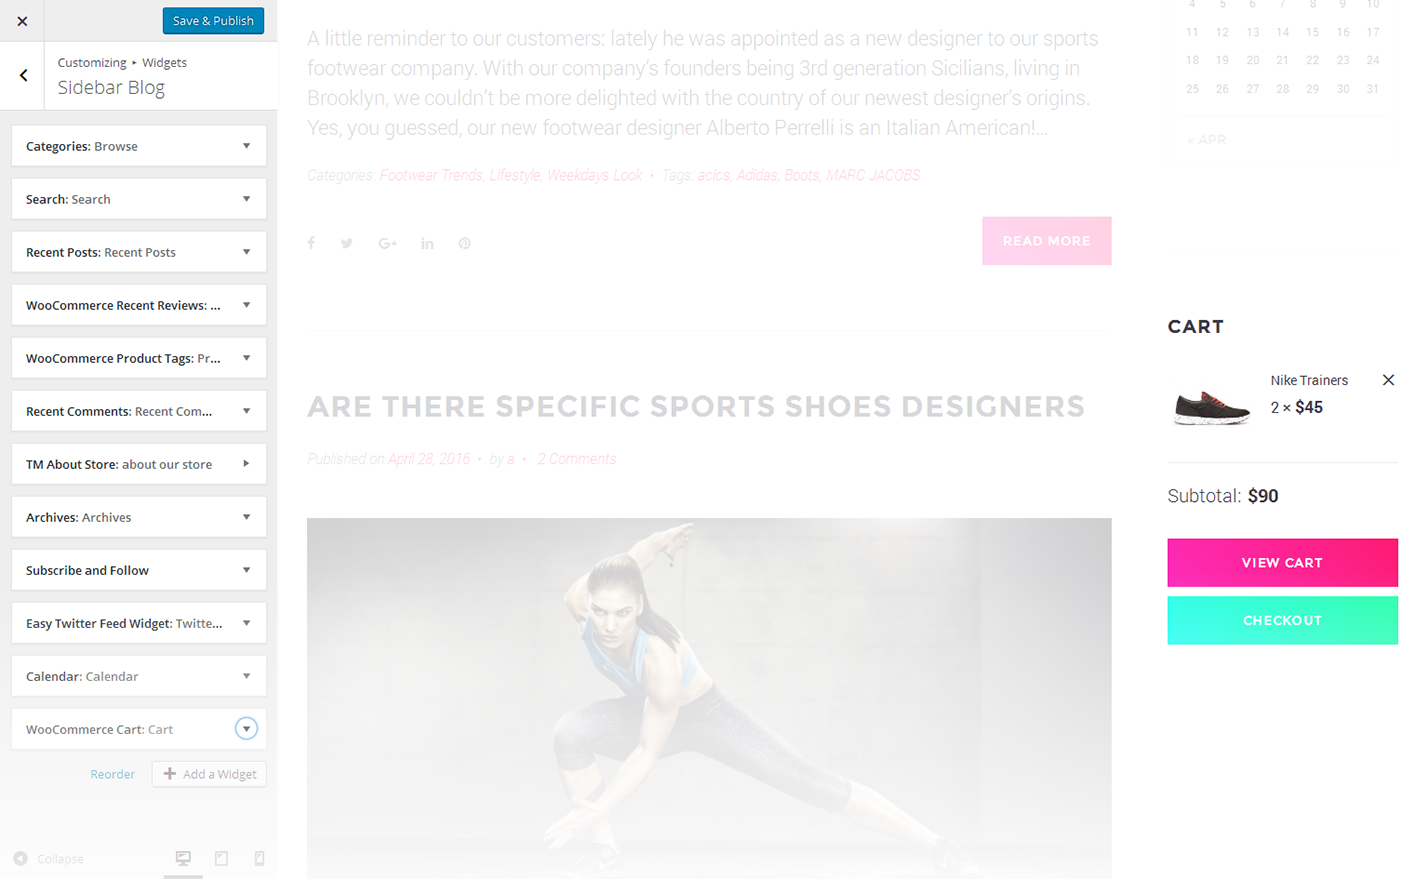 Save & Publish
Customizing ▸ Widgets
Sidebar Blog
Categories: Browse
Search: Search
Recent Posts: Recent Posts
WooCommerce Recent Reviews: ...
WooCommerce Product Tags: Pr...
Recent Comments: Recent Com...
TM About Store: about our store
Archives: Archives
Subscribe and Follow
Easy Twitter Feed Widget: Twitte...
Calendar: Calendar
WooCommerce Cart: Cart
Reorder
Add a Widget
Collapse
A little reminder to our customers: lately he was appointed as a new designer to our sports
footwear company. With our company's founders being 3rd generation Sicilians, living in
Brooklyn, we couldn't be more delighted with the country of our newest designer's origins.
Yes, you guessed, our new footwear designer Alberto Perrelli is an Italian American!...
Categories: Footwear Trends, Lifestyle, Weekdays Look • Tags: asics, Adidas, Boots, MARC JACOBS
G+ in
READ MORE
ARE THERE SPECIFIC SPORTS SHOES DESIGNERS
Published on April 28, 2016 • by a • 2 Comments
4 5 6 7 8 9 10
11 12 13 14 15 16 17
18 19 20 21 22 23 24
25 26 27 28 29 30 31
« APR
CART
Nike Trainers
2 × $45
Subtotal: $90
VIEW CART
CHECKOUT